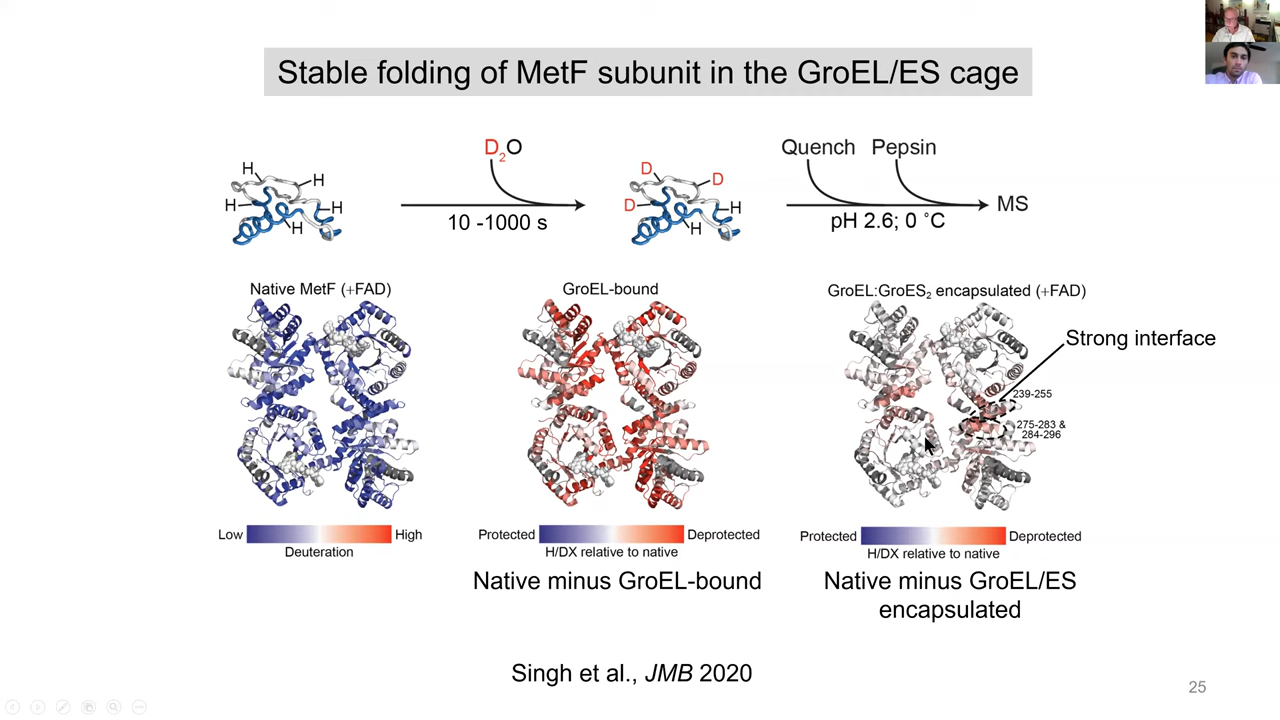 Stable folding of MetF subunit in the GroEL/ES cage
D2O
Quench Pepsin
H
H
H
H
H
10 -1000 s
D
D
D
H
H
pH 2.6; 0 ˚C
MS
Native MetF (+FAD)
GroEL-bound
GroEL:GroES2 encapsulated (+FAD)
Strong interface
239-255
275-283 &
284-296
Low High
Deuteration
Protected Deprotected
H/DX relative to native
Protected Deprotected
H/DX relative to native
Native minus GroEL-bound
Native minus GroEL/ES
encapsulated
Singh et al., JMB 2020
25